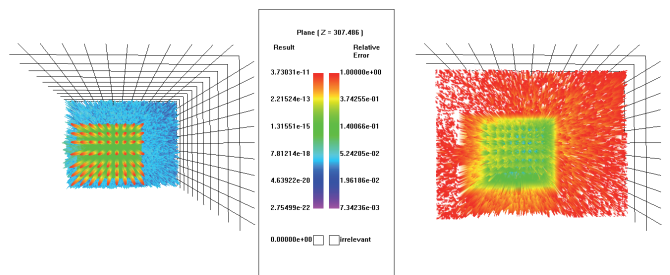 Plane ( Z = 307.486 )
Result Relative Error
3.73031e-11 1.00000e+00
2.21524e-13 3.74255e-01
1.31551e-15 1.40066e-01
7.81214e-18 5.24205e-02
4.63922e-20 1.96186e-02
2.75499e-22 7.34236e-03
0.00000e+00 Irrelevant